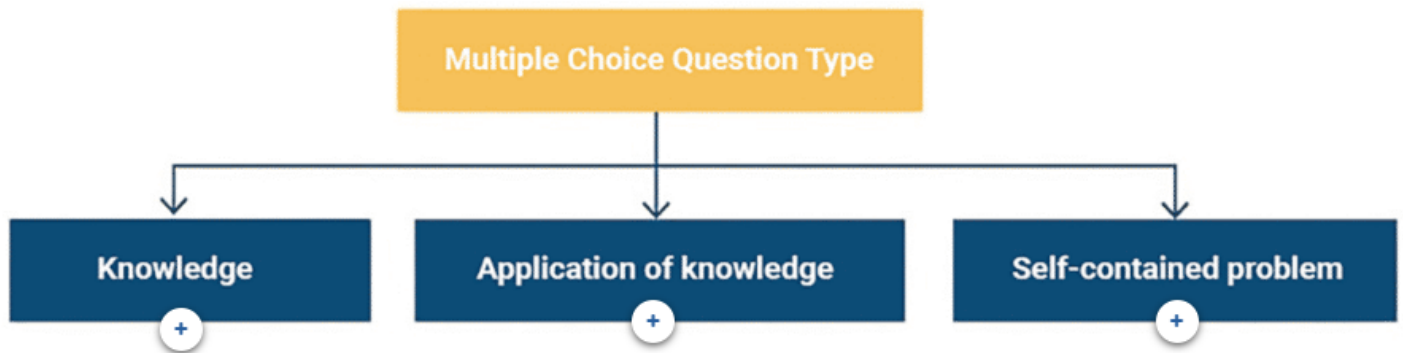 Multiple Choice Question Type
Knowledge
Application of knowledge
Self-contained problem
+
+
+